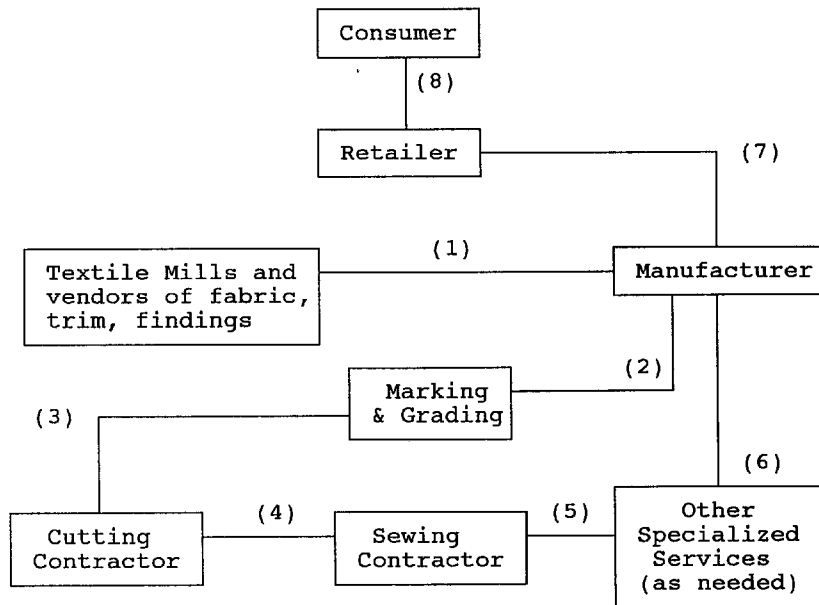 Consumer
(8)
Retailer
(7)
(1)
Textile Mills and
vendors of fabric,
trim, findings
Manufacturer
(2)
Marking
& Grading
(3)
(6)
Cutting
Contractor
(4)
Sewing
Contractor
(5)
Other
Specialized
Services
(as needed)